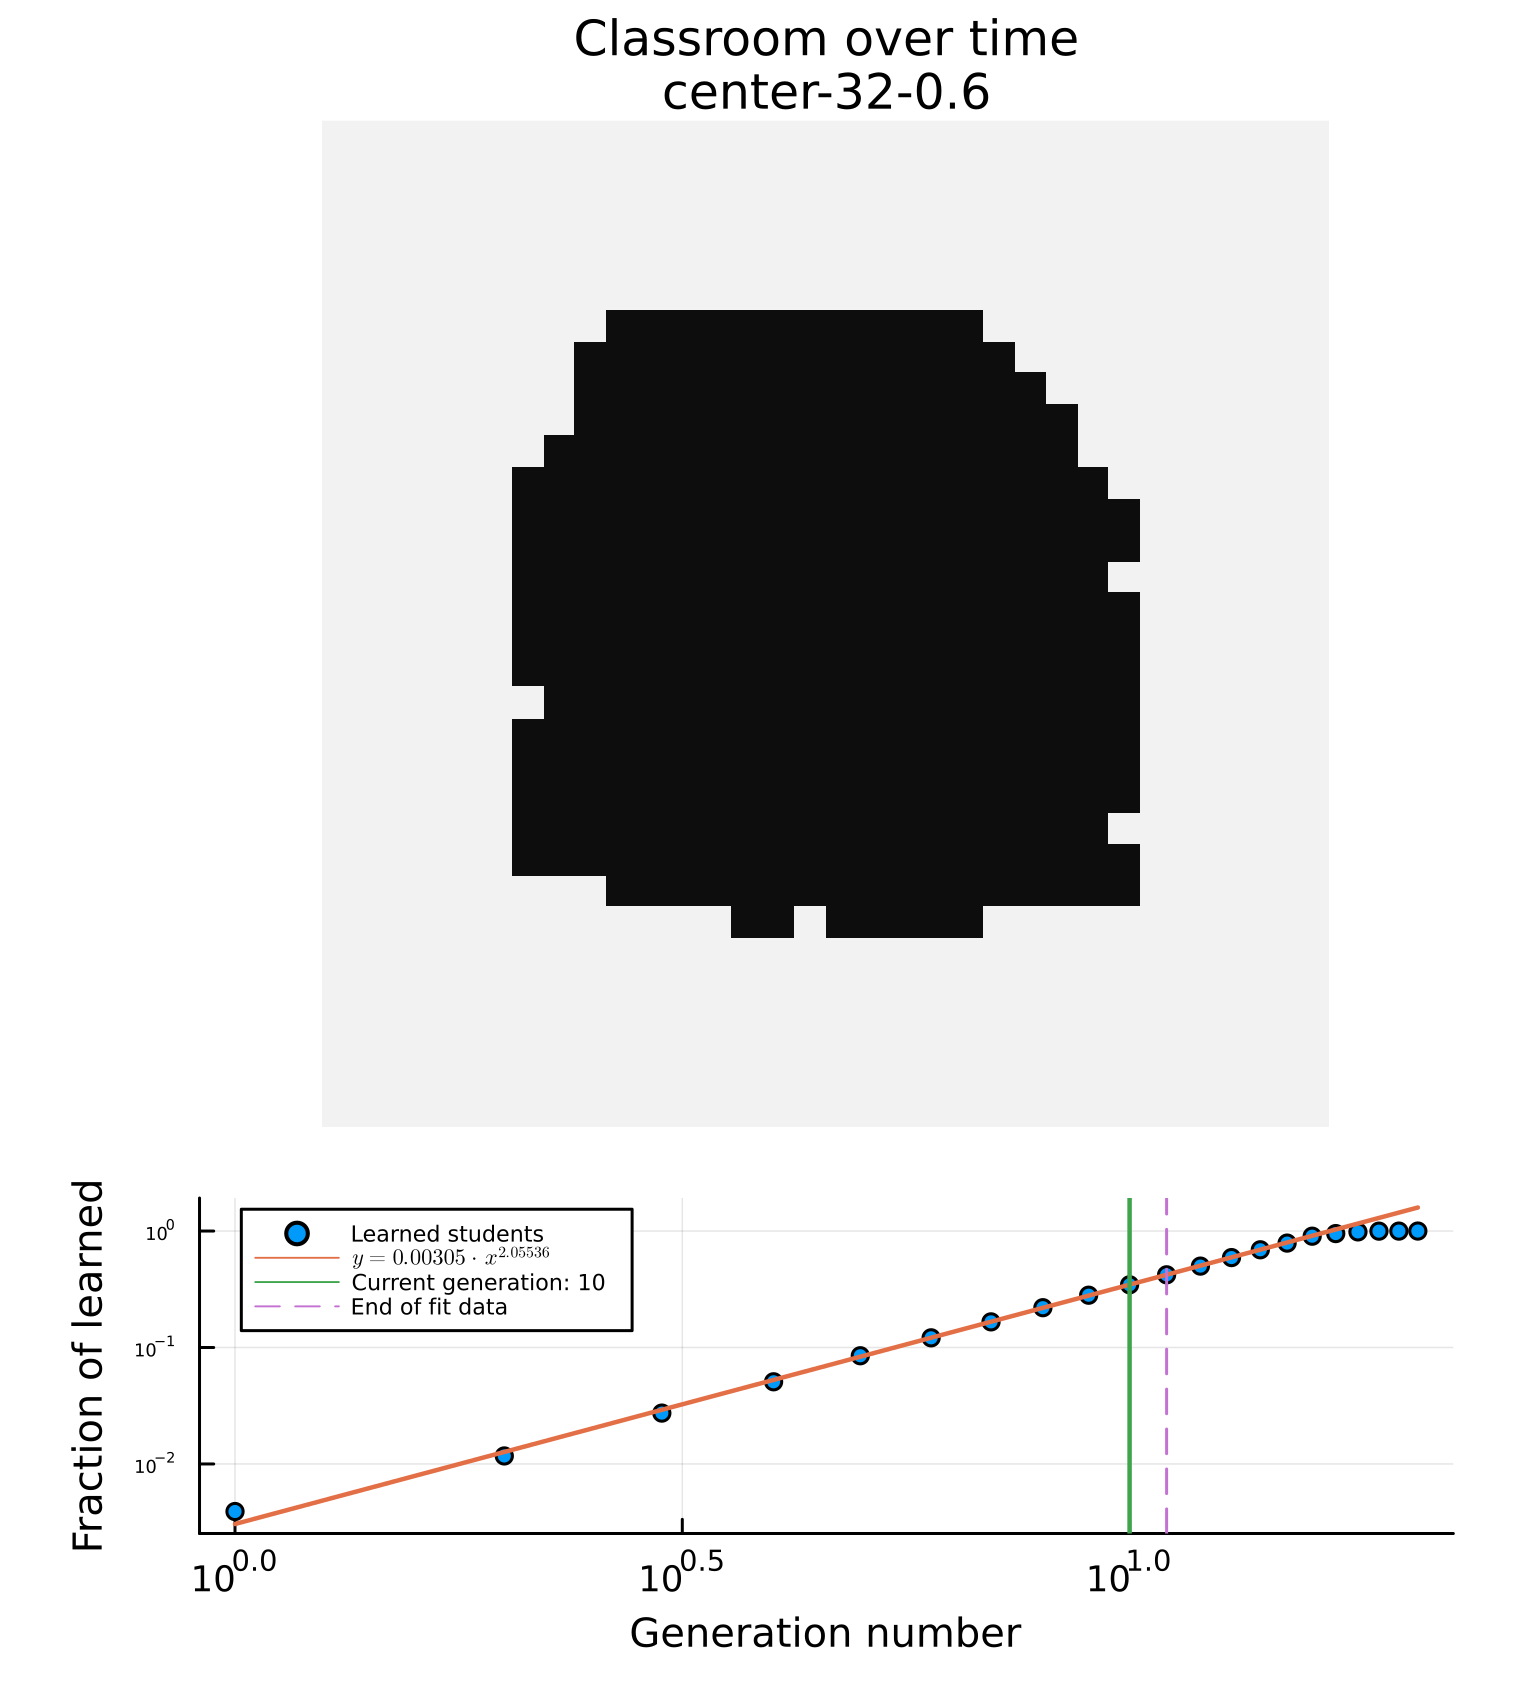 Classroom over time
center-32-0.6
Fraction of learned
10^0
10^-1
10^-2
Learned students
y = 0.00305 · x^2.05536
Current generation: 10
End of fit data
10^0.0 10^0.5 10^1.0
Generation number